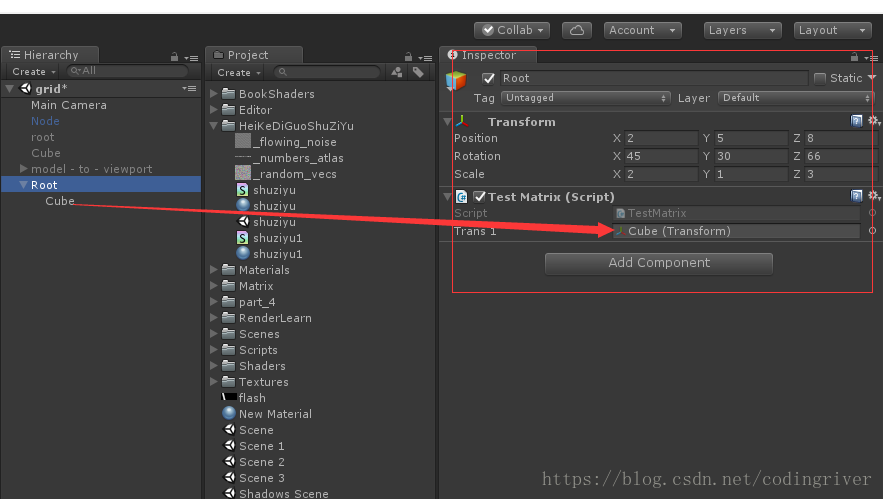 Collab
Account
Layers
Layout
Hierarchy
Create
All
grid*
Main Camera
Node
root
Cube
model - to - viewport
Root
Cube
Project
Create
BookShaders
Editor
HeiKeDiGuoShuZiYu
_flowing_noise
_numbers_atlas
_random_vecs
shuziyu
shuziyu
shuziyu
shuziyu1
shuziyu1
Materials
Matrix
part_4
RenderLearn
Scenes
Scripts
Shaders
Textures
flash
New Material
Scene
Scene 1
Scene 2
Scene 3
Shadows Scene
Inspector
Root Static
Tag Untagged Layer Default
Transform
Position X 2 Y 5 Z 8
Rotation X 45 Y 30 Z 66
Scale X 2 Y 1 Z 3
Test Matrix (Script)
Script TestMatrix
Trans 1 Cube (Transform)
Add Component
https://blog.csdn.net/codingriver